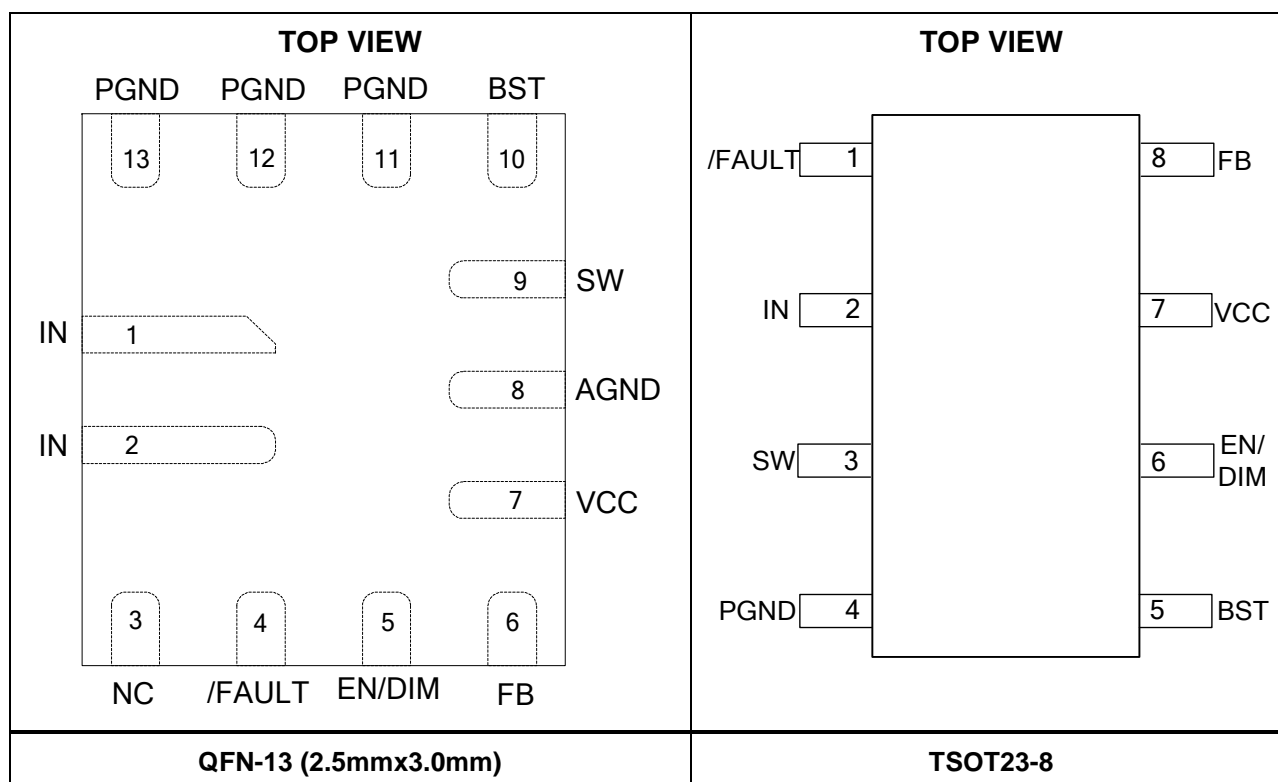 TOP VIEW
PGND PGND PGND BST
13 12 11 10
9 SW
IN 1
8 AGND
IN 2
7 VCC
3 4 5 6
NC /FAULT EN/DIM FB
QFN-13 (2.5mmx3.0mm)
TOP VIEW
/FAULT 1 8 FB
IN 2 7 VCC
SW 3 6 EN/
DIM
PGND 4 5 BST
TSOT23-8